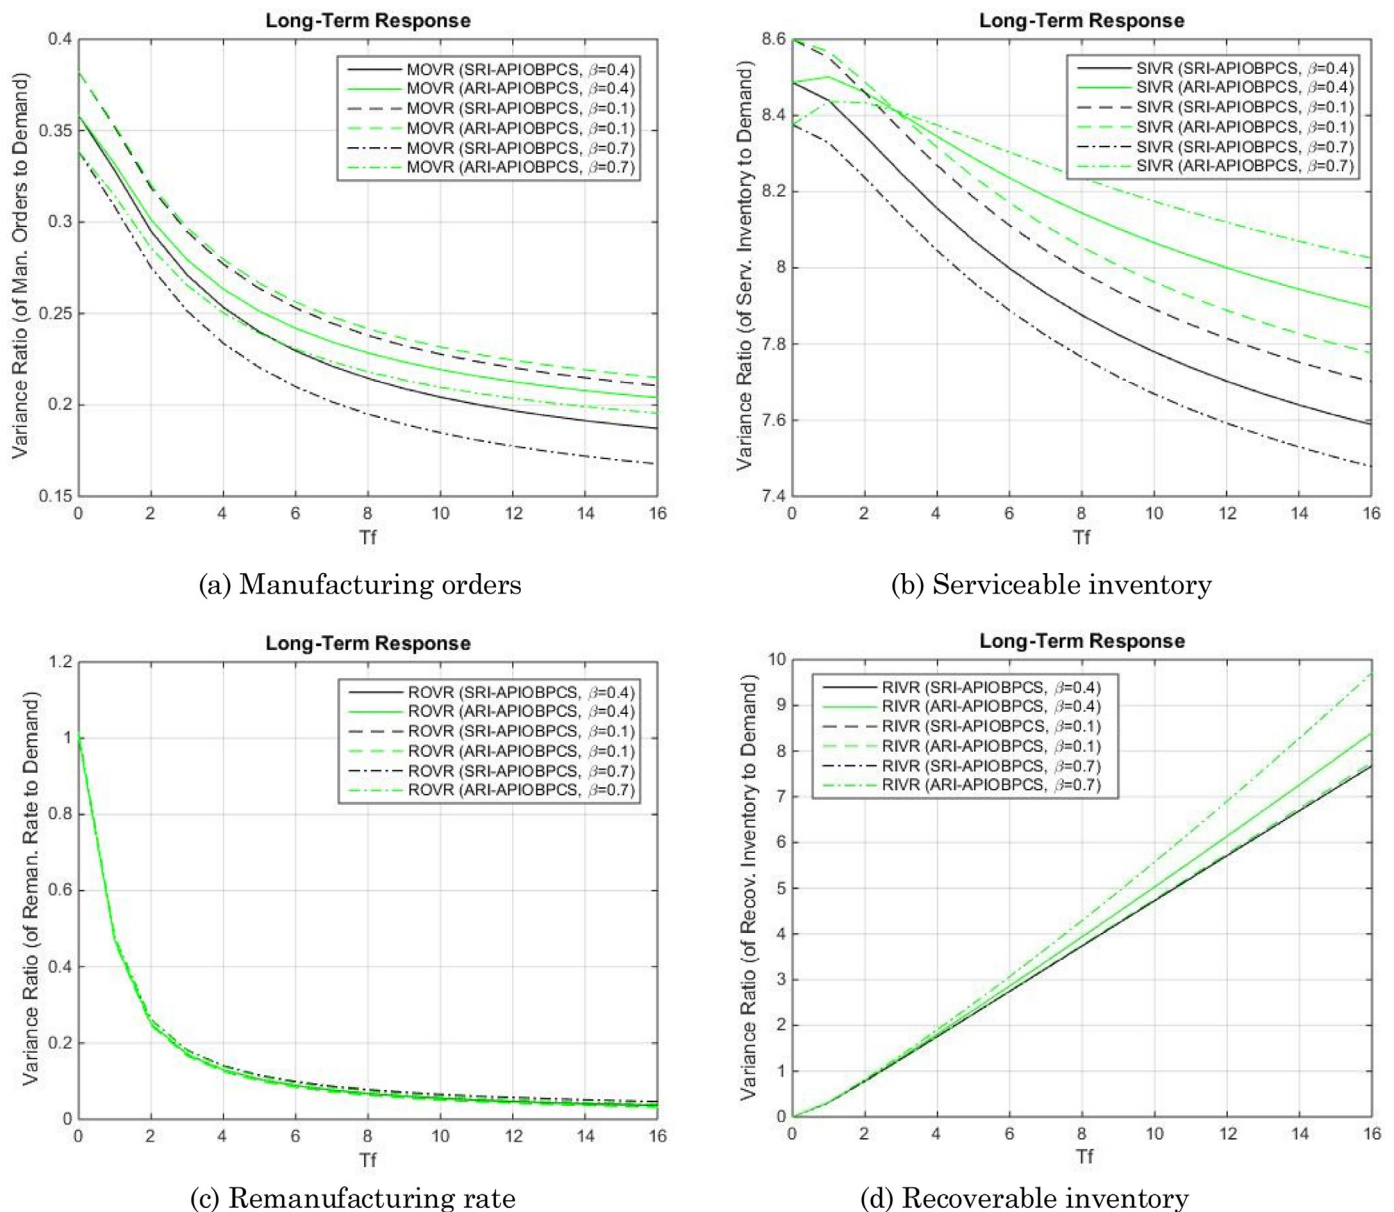 Long-Term Response
Variance Ratio (of Man. Orders to Demand)
0.4
0.35
0.3
0.25
0.2
0.15
MOVR (SRI-APIOBPCS, β=0.4)
MOVR (ARI-APIOBPCS, β=0.4)
MOVR (SRI-APIOBPCS, β=0.1)
MOVR (ARI-APIOBPCS, β=0.1)
MOVR (SRI-APIOBPCS, β=0.7)
MOVR (ARI-APIOBPCS, β=0.7)
0 2 4 6 8 10 12 14 16
Tf
(a) Manufacturing orders
Long-Term Response
Variance Ratio (of Serv. Inventory to Demand)
8.6
8.4
8.2
8
7.8
7.6
7.4
SIVR (SRI-APIOBPCS, β=0.4)
SIVR (ARI-APIOBPCS, β=0.4)
SIVR (SRI-APIOBPCS, β=0.1)
SIVR (ARI-APIOBPCS, β=0.1)
SIVR (SRI-APIOBPCS, β=0.7)
SIVR (ARI-APIOBPCS, β=0.7)
0 2 4 6 8 10 12 14 16
Tf
(b) Serviceable inventory
Long-Term Response
Variance Ratio (of Reman. Rate to Demand)
1.2
1
0.8
0.6
0.4
0.2
0
ROVR (SRI-APIOBPCS, β=0.4)
ROVR (ARI-APIOBPCS, β=0.4)
ROVR (SRI-APIOBPCS, β=0.1)
ROVR (ARI-APIOBPCS, β=0.1)
ROVR (SRI-APIOBPCS, β=0.7)
ROVR (ARI-APIOBPCS, β=0.7)
0 2 4 6 8 10 12 14 16
Tf
(c) Remanufacturing rate
Long-Term Response
Variance Ratio (of Recov. Inventory to Demand)
10
9
8
7
6
5
4
3
2
1
0
RIVR (SRI-APIOBPCS, β=0.4)
RIVR (ARI-APIOBPCS, β=0.4)
RIVR (SRI-APIOBPCS, β=0.1)
RIVR (ARI-APIOBPCS, β=0.1)
RIVR (SRI-APIOBPCS, β=0.7)
RIVR (ARI-APIOBPCS, β=0.7)
0 2 4 6 8 10 12 14 16
Tf
(d) Recoverable inventory